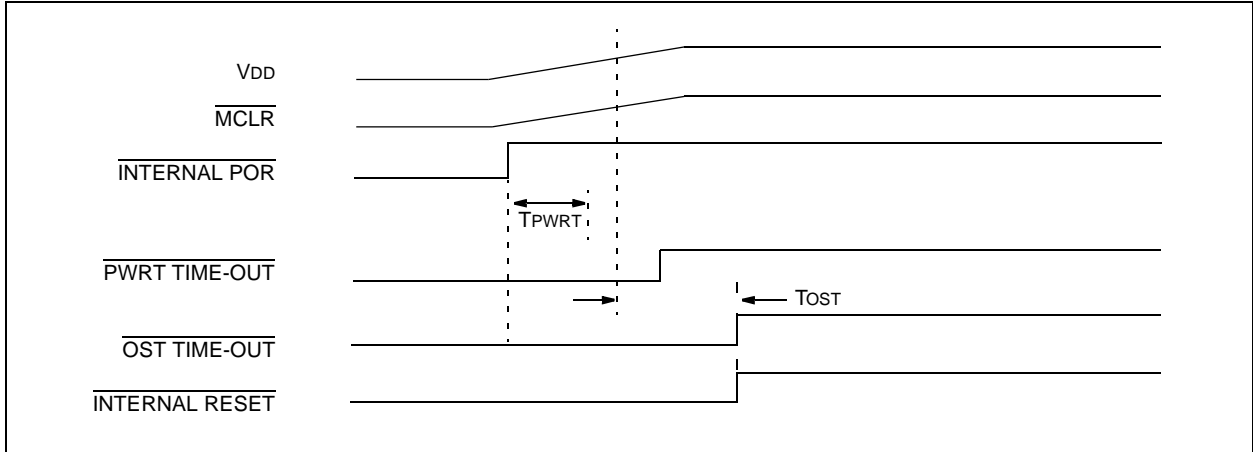 VDD
MCLR
INTERNAL POR
TPWRT
PWRT TIME-OUT
TOST
OST TIME-OUT
INTERNAL RESET